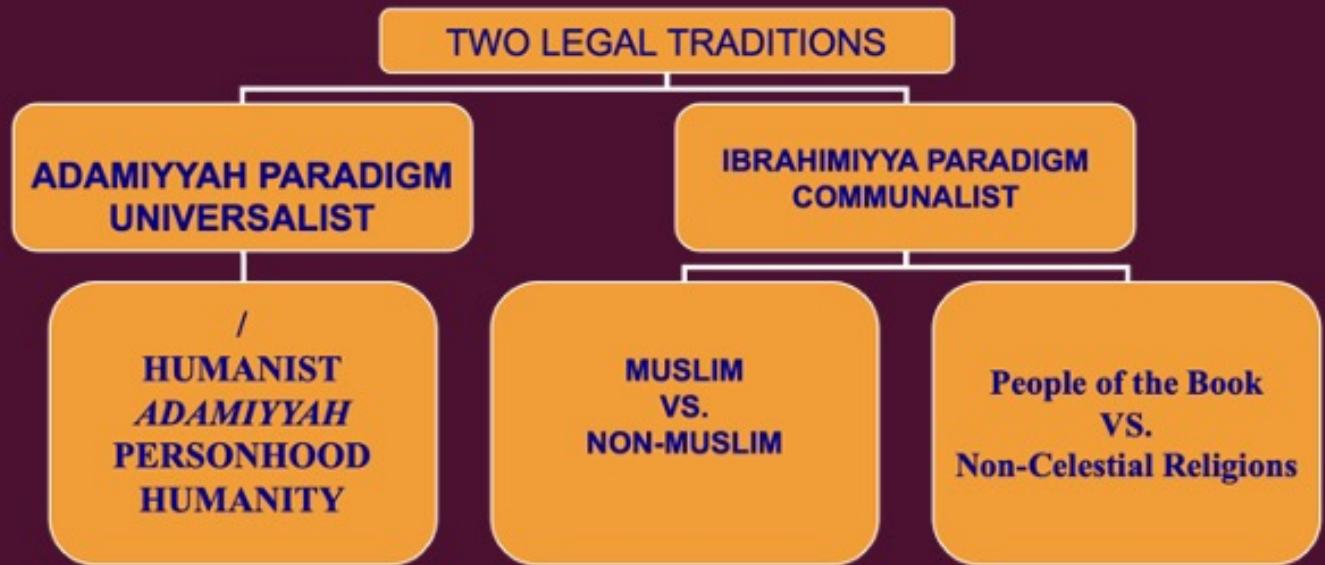 TWO LEGAL TRADITIONS
ADAMIYYAH PARADIGM
UNIVERSALIST
IBRAHIMIYYA PARADIGM
COMMUNALIST
/
HUMANIST
ADAMIYYAH
PERSONHOOD
HUMANITY
MUSLIM
VS.
NON-MUSLIM
People of the Book
VS.
Non-Celestial Religions